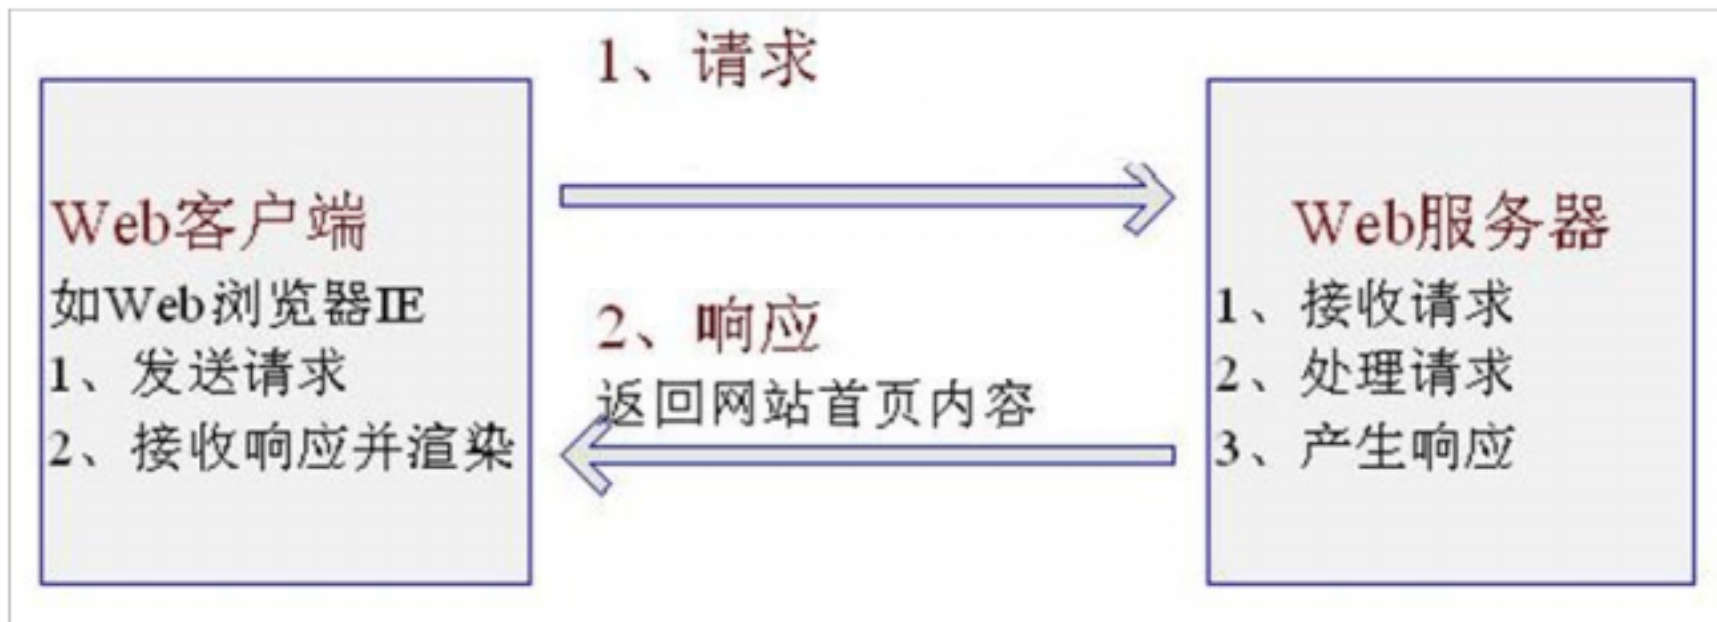 1、请求
Web客户端
如Web浏览器IE
1、发送请求
2、接收响应并渲染
2、响应
返回网站首页内容
Web服务器
1、接收请求
2、处理请求
3、产生响应